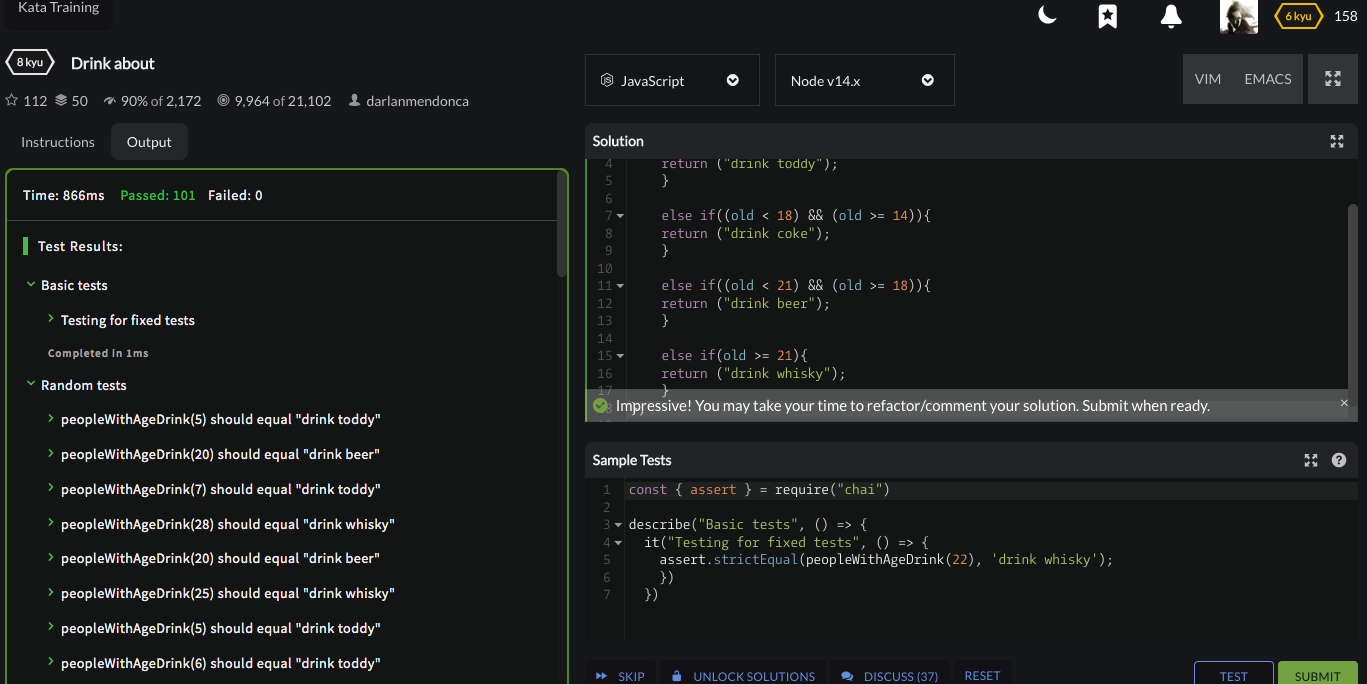 Kata Training
6 kyu 158
8 kyu Drink about
112 50 90% of 2,172 9,964 of 21,102 darlanmendonca
Instructions Output
Time: 866ms Passed: 101 Failed: 0
Test Results:
Basic tests
Testing for fixed tests
Completed in 1ms
Random tests
peopleWithAgeDrink(5) should equal "drink toddy"
peopleWithAgeDrink(20) should equal "drink beer"
peopleWithAgeDrink(7) should equal "drink toddy"
peopleWithAgeDrink(28) should equal "drink whisky"
peopleWithAgeDrink(20) should equal "drink beer"
peopleWithAgeDrink(25) should equal "drink whisky"
peopleWithAgeDrink(5) should equal "drink toddy"
peopleWithAgeDrink(6) should equal "drink toddy"
JavaScript Node v14.x VIM EMACS
Solution
4 return ("drink toddy");
5 }
6
7 else if((old < 18) && (old >= 14)){
8 return ("drink coke");
9 }
10
11 else if((old < 21) && (old >= 18)){
12 return ("drink beer");
13 }
14
15 else if(old >= 21){
16 return ("drink whisky");
17 }
Impressive! You may take your time to refactor/comment your solution. Submit when ready.
Sample Tests
1 const { assert } = require("chai")
2
3 describe("Basic tests", () => {
4 it("Testing for fixed tests", () => {
5 assert.strictEqual(peopleWithAgeDrink(22), 'drink whisky');
6 })
7 })
SKIP UNLOCK SOLUTIONS DISCUSS (37) RESET TEST SUBMIT